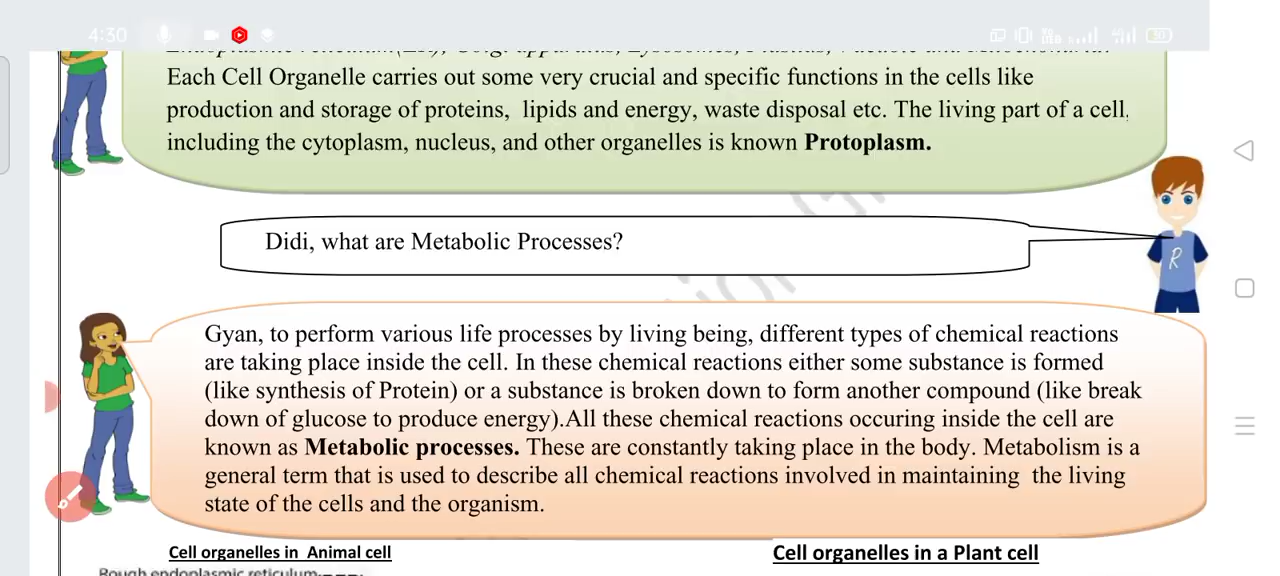 4:30
Each Cell Organelle carries out some very crucial and specific functions in the cells like
production and storage of proteins, lipids and energy, waste disposal etc. The living part of a cell,
including the cytoplasm, nucleus, and other organelles is known Protoplasm.
Didi, what are Metabolic Processes?
R
Gyan, to perform various life processes by living being, different types of chemical reactions
are taking place inside the cell. In these chemical reactions either some substance is formed
(like synthesis of Protein) or a substance is broken down to form another compound (like break
down of glucose to produce energy).All these chemical reactions occuring inside the cell are
known as Metabolic processes. These are constantly taking place in the body. Metabolism is a
general term that is used to describe all chemical reactions involved in maintaining the living
state of the cells and the organism.
Cell organelles in Animal cell
Cell organelles in a Plant cell
Rough endoplasmic reticulum